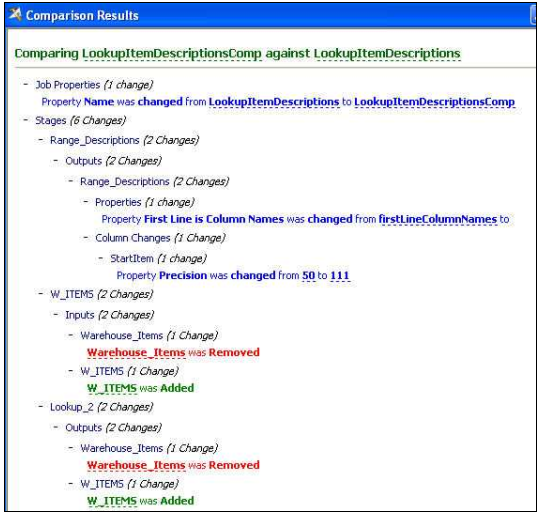 Comparison Results
Comparing LookupItemDescriptionsComp against LookupItemDescriptions
- Job Properties (1 change)
Property Name was changed from LookupItemDescriptions to LookupItemDescriptionsComp
- Stages (6 Changes)
- Range_Descriptions (2 Changes)
- Outputs (2 Changes)
- Range_Descriptions (2 Changes)
- Properties (1 change)
Property First Line is Column Names was changed from firstLineColumnNames to
- Column Changes (1 Change)
- StartItem (1 change)
Property Precision was changed from 50 to 111
- W_ITEMS (2 Changes)
- Inputs (2 Changes)
- Warehouse_Items (1 Change)
Warehouse_Items was Removed
- W_ITEMS (1 Change)
W_ITEMS was Added
- Lookup_2 (2 Changes)
- Outputs (2 Changes)
- Warehouse_Items (1 Change)
Warehouse_Items was Removed
- W_ITEMS (1 Change)
W_ITEMS was Added